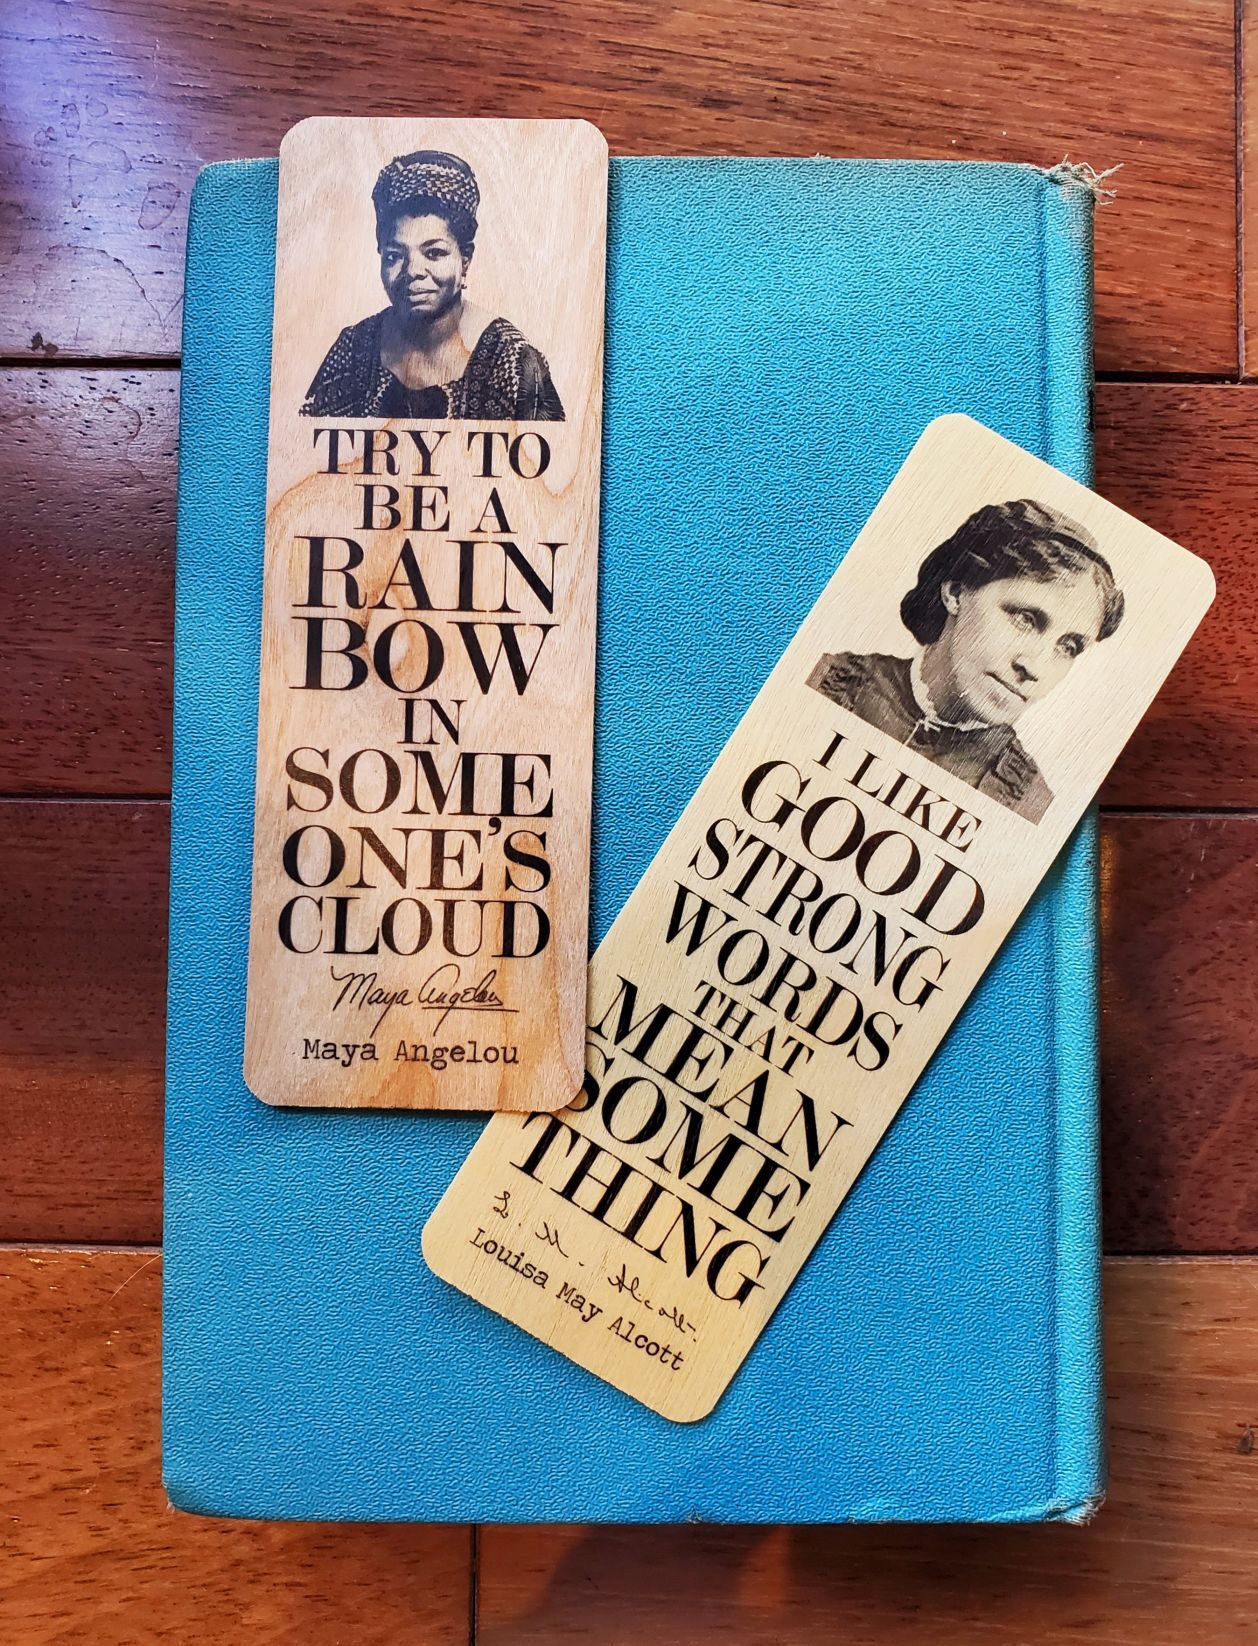 TRY TO
BE A
RAIN
BOW
IN
SOME
ONE'S
CLOUD
Maya Angelou
Maya Angelou
I LIKE
GOOD
STRONG
WORDS
THAT
MEAN
SOME
THING
L. M. Alcott.
Louisa May Alcott